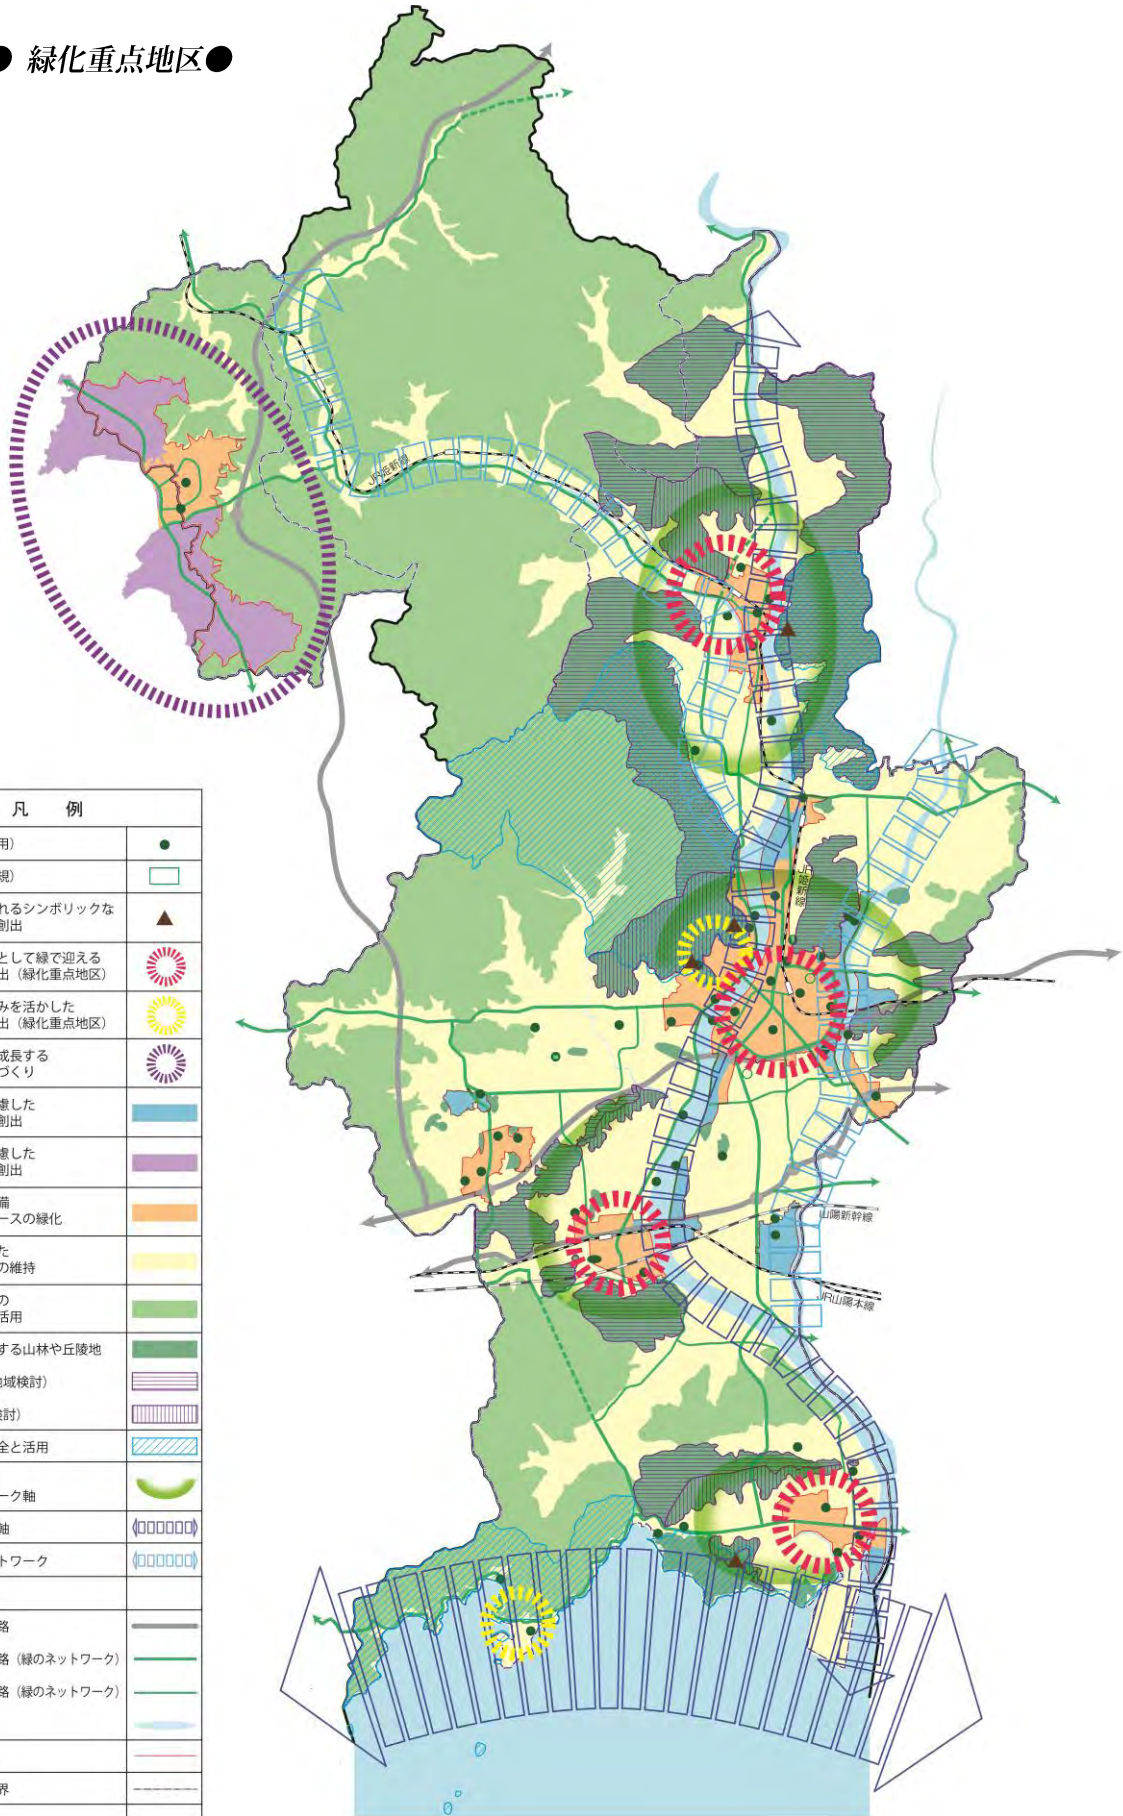 ● 緑化重点地区●
JR姫新線
JR姫新線
山陽新幹線
JR山陽本線
凡 例
用)
規)
れるシンボリックな
創出
として緑で迎える
出（緑化重点地区）
みを活かした
出（緑化重点地区）
成長する
づくり
慮した
創出
慮した
創出
備
ースの緑化
た
の維持
の
活用
する山林や丘陵地
地域検討）
検討）
全と活用
ーク軸
軸
トワーク
路
路（緑のネットワーク）
路（緑のネットワーク）
界